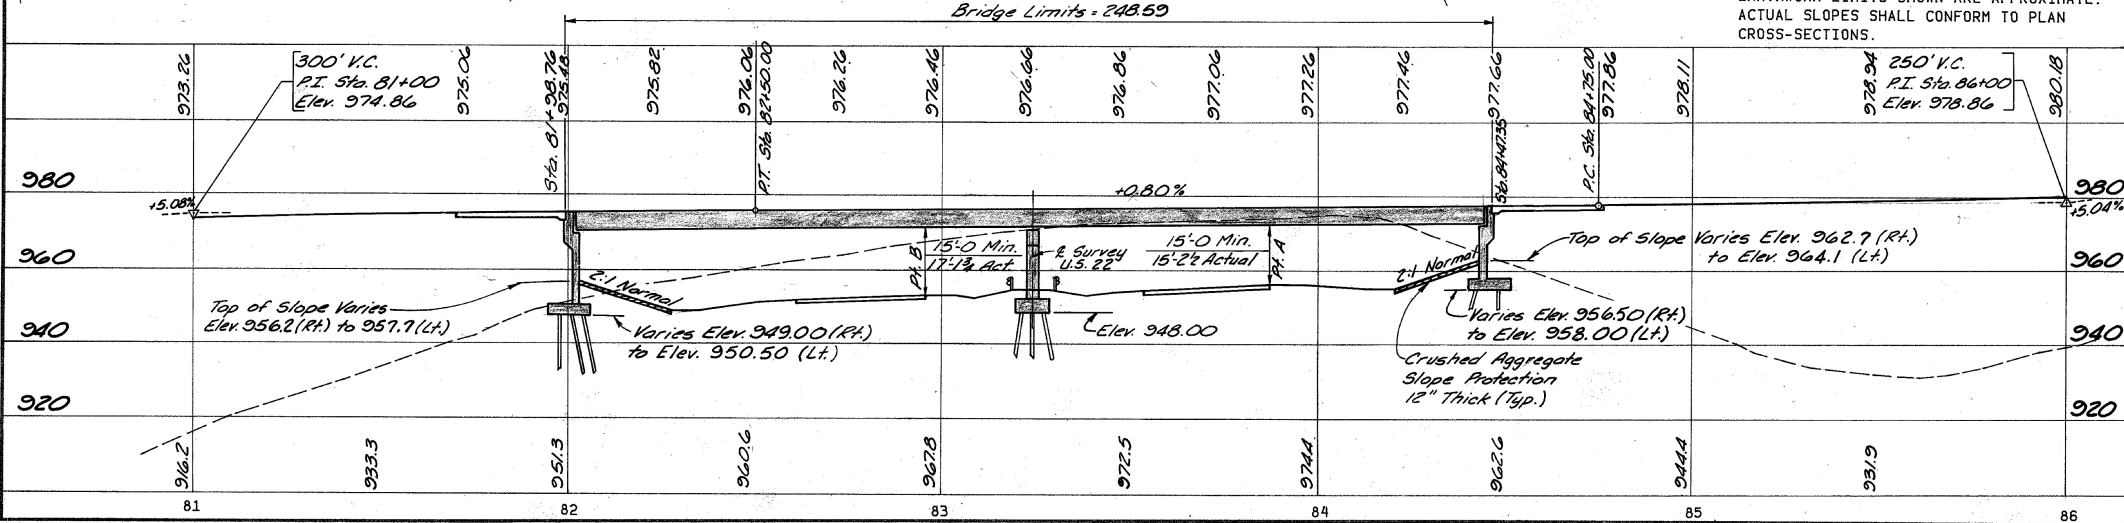 Bridge Limits = 248.59
ACTUAL SLOPES SHALL CONFORM TO PLAN
CROSS-SECTIONS.
973.26
300' V.C.
P.I. Sta. 81+00
Elev. 974.86
975.06
Sta. 81+98.76
975.48
975.82
976.06
P.T. Sta. 82+50.00
976.26
976.46
976.66
976.86
977.06
977.26
977.46
977.66
Sta. 84+47.35
P.C. Sta. 84+75.00
977.86
978.11
978.94
250' V.C.
P.I. Sta. 86+00
Elev. 978.86
980.18
980
+5.08%
+0.80%
980
+5.04%
960
2:1 Normal
Pt. B
15'-0 Min.
17'-1¾ Act.
℄ Survey
U.S. 22
15'-0 Min.
15'-2½ Actual
Pt. A
2:1 Normal
Top of Slope Varies Elev. 962.7 (Rt.)
to Elev. 964.1 (Lt.)
960
Top of Slope Varies
Elev. 956.2 (Rt.) to 957.7 (Lt.)
Varies Elev. 949.00 (Rt.)
to Elev. 950.50 (Lt.)
Elev. 948.00
Varies Elev. 956.50 (Rt.)
to Elev. 958.00 (Lt.)
940
940
Crushed Aggregate
Slope Protection
12" Thick (Typ.)
920
920
916.2
933.3
951.3
960.6
967.8
972.5
974.4
962.6
944.4
931.9
81
82
83
84
85
86